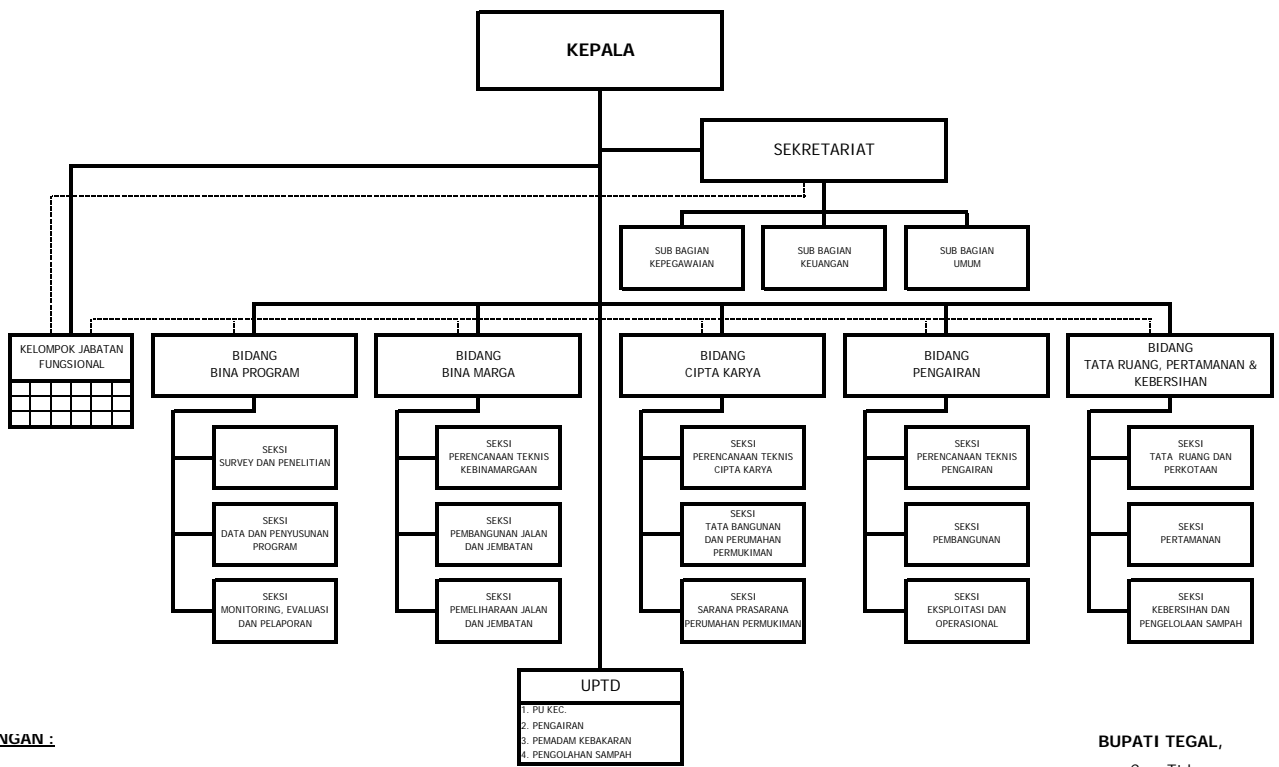 KEPALA
SEKRETARIAT
SUB BAGIAN
KEPEGAWAIAN
SUB BAGIAN
KEUANGAN
SUB BAGIAN
UMUM
KELOMPOK JABATAN
FUNGSIONAL
BIDANG
BINA PROGRAM
BIDANG
BINA MARGA
BIDANG
CIPTA KARYA
BIDANG
PENGAIRAN
BIDANG
TATA RUANG, PERTAMANAN &
KEBERSIHAN
SEKSI
SURVEY DAN PENELITIAN
SEKSI
PERENCANAAN TEKNIS
KEBINAMARGAAN
SEKSI
PERENCANAAN TEKNIS
CIPTA KARYA
SEKSI
PERENCANAAN TEKNIS
PENGAIRAN
SEKSI
TATA RUANG DAN
PERKOTAAN
SEKSI
DATA DAN PENYUSUNAN
PROGRAM
SEKSI
PEMBANGUNAN JALAN
DAN JEMBATAN
SEKSI
TATA BANGUNAN
DAN PERUMAHAN
PERMUKIMAN
SEKSI
PEMBANGUNAN
SEKSI
PERTAMANAN
SEKSI
MONITORING, EVALUASI
DAN PELAPORAN
SEKSI
PEMELIHARAAN JALAN
DAN JEMBATAN
SEKSI
SARANA PRASARANA
PERUMAHAN PERMUKIMAN
SEKSI
EKSPLOITASI DAN
OPERASIONAL
SEKSI
KEBERSIHAN DAN
PENGELOLAAN SAMPAH
UPTD
1. PU KEC.
2. PENGAIRAN
3. PEMADAM KEBAKARAN
4. PENGOLAHAN SAMPAH
NGAN :
BUPATI TEGAL,